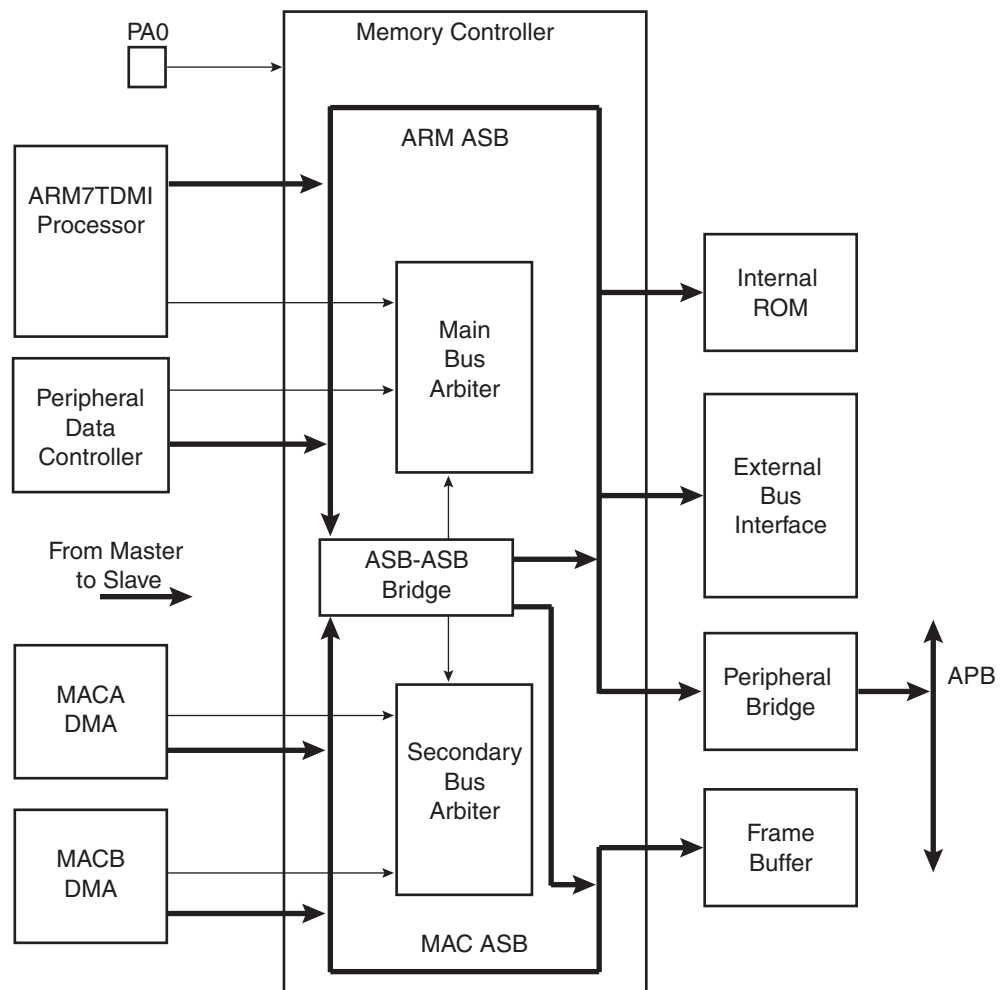 PA0
Memory Controller
ARM ASB
ARM7TDMI
Processor
Internal
ROM
Main
Bus
Arbiter
Peripheral
Data
Controller
External
Bus
Interface
From Master
to Slave
ASB-ASB
Bridge
MACA
DMA
Peripheral
Bridge
APB
Secondary
Bus
Arbiter
MACB
DMA
Frame
Buffer
MAC ASB